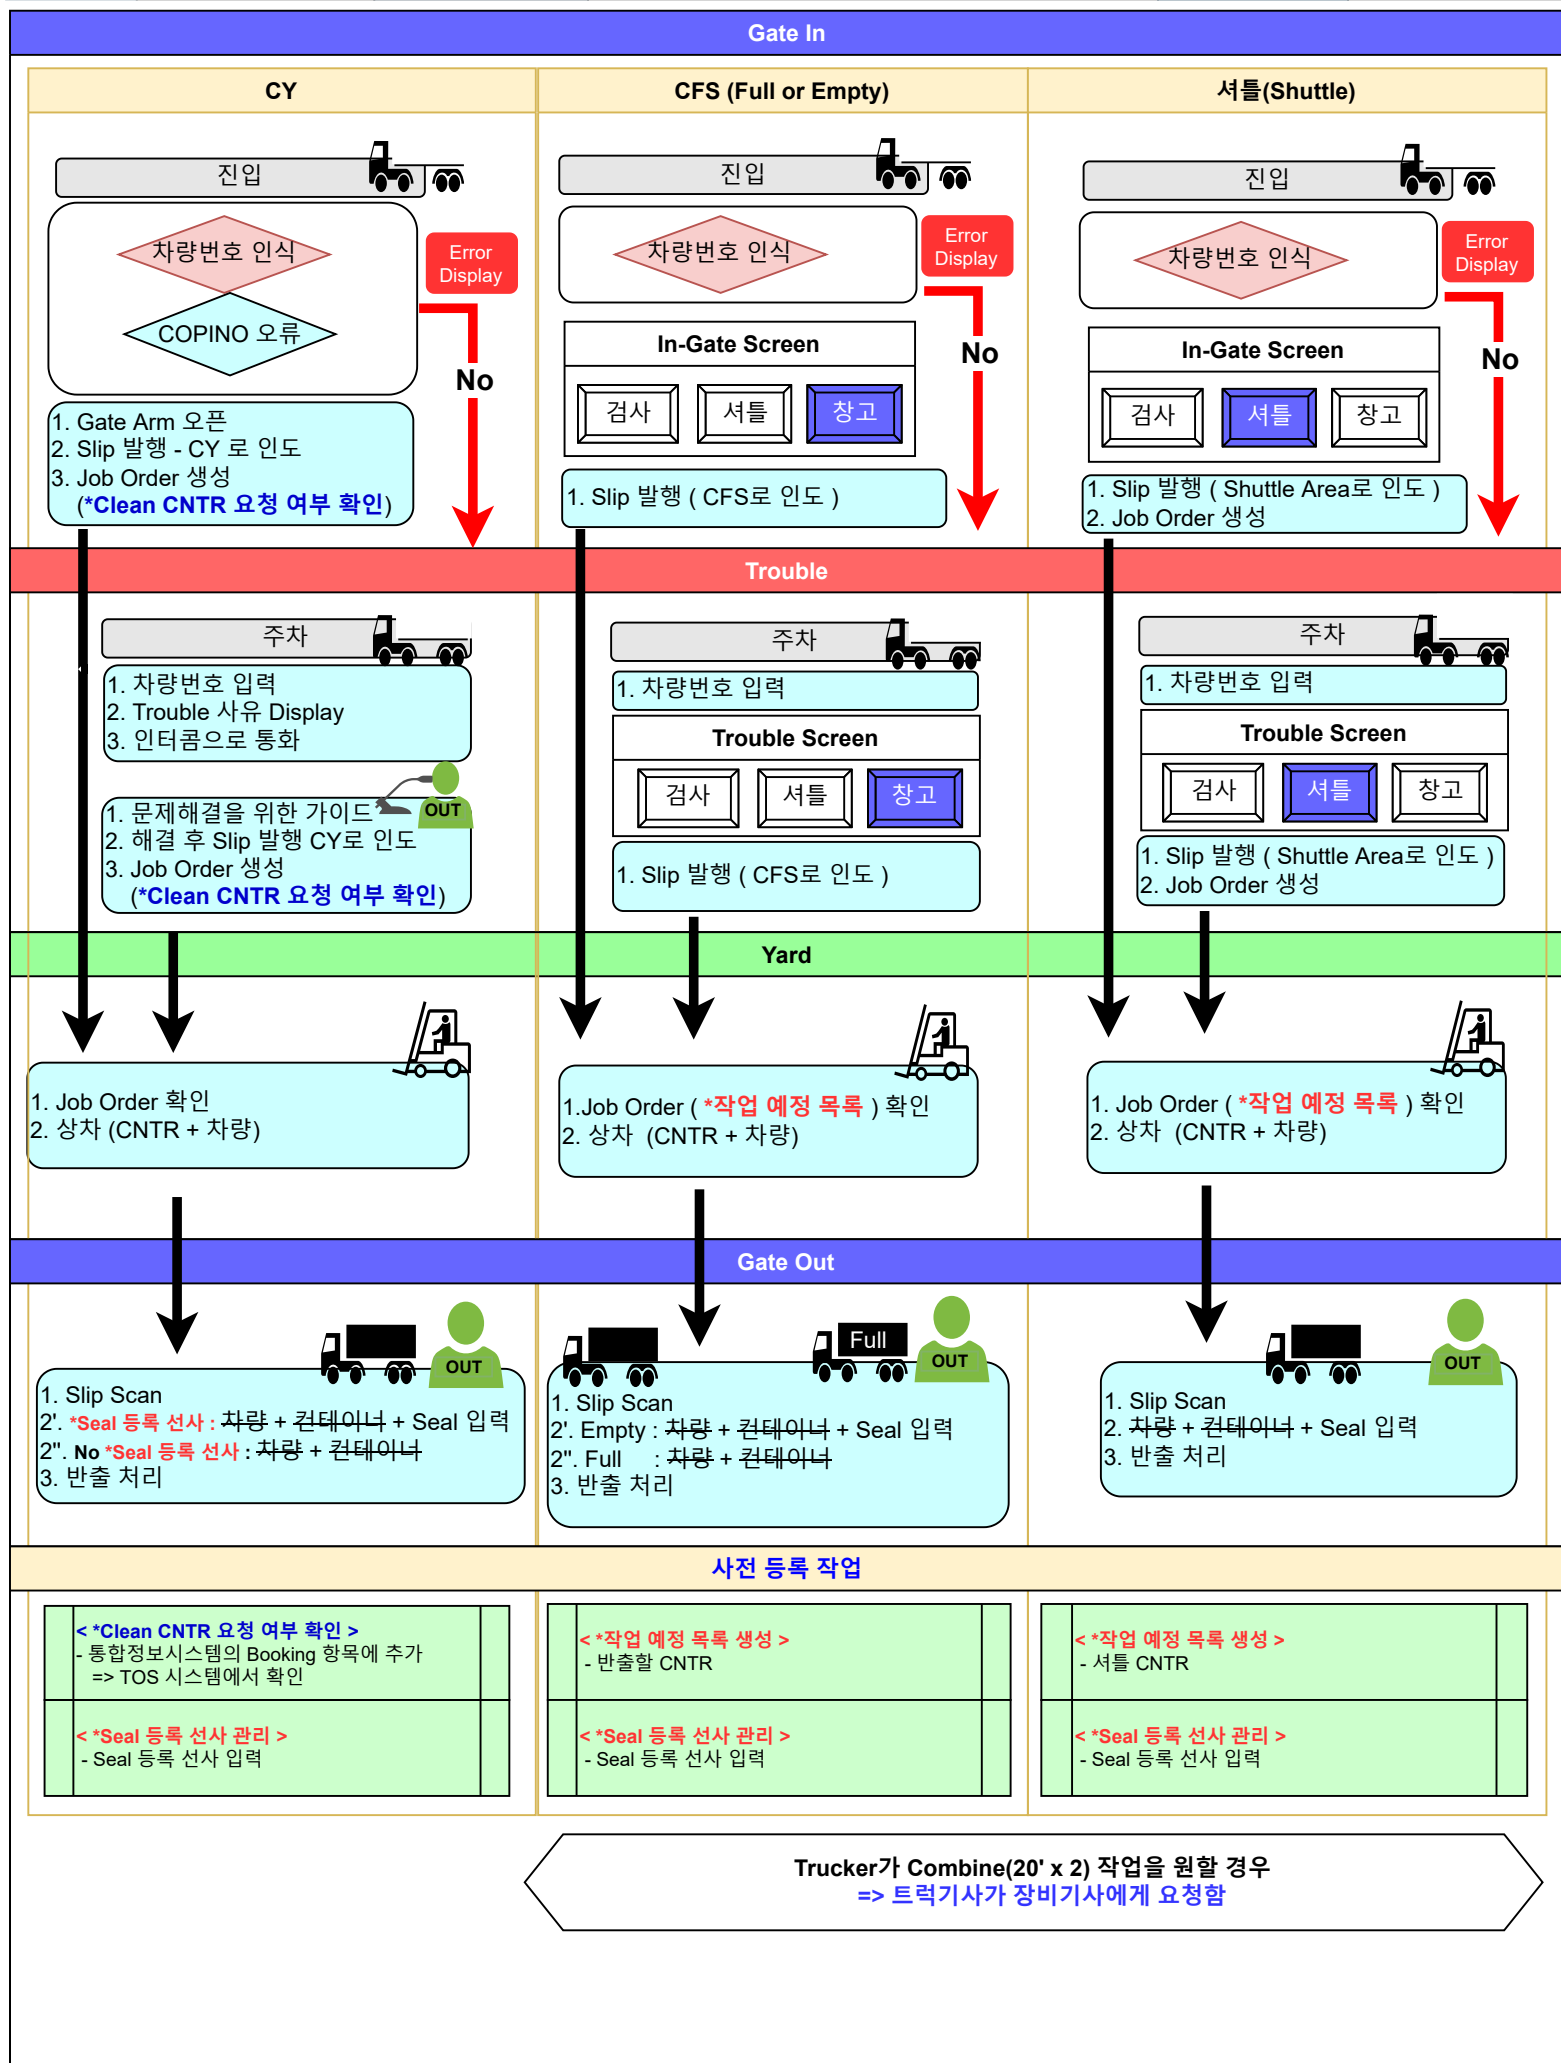 Gate In
CY
CFS (Full or Empty)
셔틀(Shuttle)
진입
차량번호 인식
COPINO 오류
Error
Display
No
1. Gate Arm 오픈
2. Slip 발행 - CY 로 인도
3. Job Order 생성
(*Clean CNTR 요청 여부 확인)
진입
차량번호 인식
Error
Display
No
In-Gate Screen
검사 셔틀 창고
1. Slip 발행 ( CFS로 인도 )
진입
차량번호 인식
Error
Display
No
In-Gate Screen
검사 셔틀 창고
1. Slip 발행 ( Shuttle Area로 인도 )
2. Job Order 생성
Trouble
주차
1. 차량번호 입력
2. Trouble 사유 Display
3. 인터콤으로 통화
OUT
1. 문제해결을 위한 가이드
2. 해결 후 Slip 발행 CY로 인도
3. Job Order 생성
(*Clean CNTR 요청 여부 확인)
주차
1. 차량번호 입력
Trouble Screen
검사 셔틀 창고
1. Slip 발행 ( CFS로 인도 )
주차
1. 차량번호 입력
Trouble Screen
검사 셔틀 창고
1. Slip 발행 ( Shuttle Area로 인도 )
2. Job Order 생성
Yard
1. Job Order 확인
2. 상차 (CNTR + 차량)
1.Job Order ( *작업 예정 목록 ) 확인
2. 상차 (CNTR + 차량)
1. Job Order ( *작업 예정 목록 ) 확인
2. 상차 (CNTR + 차량)
Gate Out
OUT
1. Slip Scan
2'. *Seal 등록 선사 : 차량 + 컨테이너 + Seal 입력
2". No *Seal 등록 선사 : 차량 + 컨테이너
3. 반출 처리
Full
OUT
1. Slip Scan
2'. Empty : 차량 + 컨테이너 + Seal 입력
2". Full : 차량 + 컨테이너
3. 반출 처리
OUT
1. Slip Scan
2. 차량 + 컨테이너 + Seal 입력
3. 반출 처리
사전 등록 작업
< *Clean CNTR 요청 여부 확인 >
- 통합정보시스템의 Booking 항목에 추가
=> TOS 시스템에서 확인
< *Seal 등록 선사 관리 >
- Seal 등록 선사 입력
< *작업 예정 목록 생성 >
- 반출할 CNTR
< *Seal 등록 선사 관리 >
- Seal 등록 선사 입력
< *작업 예정 목록 생성 >
- 셔틀 CNTR
< *Seal 등록 선사 관리 >
- Seal 등록 선사 입력
Trucker가 Combine(20' x 2) 작업을 원할 경우
=> 트럭기사가 장비기사에게 요청함